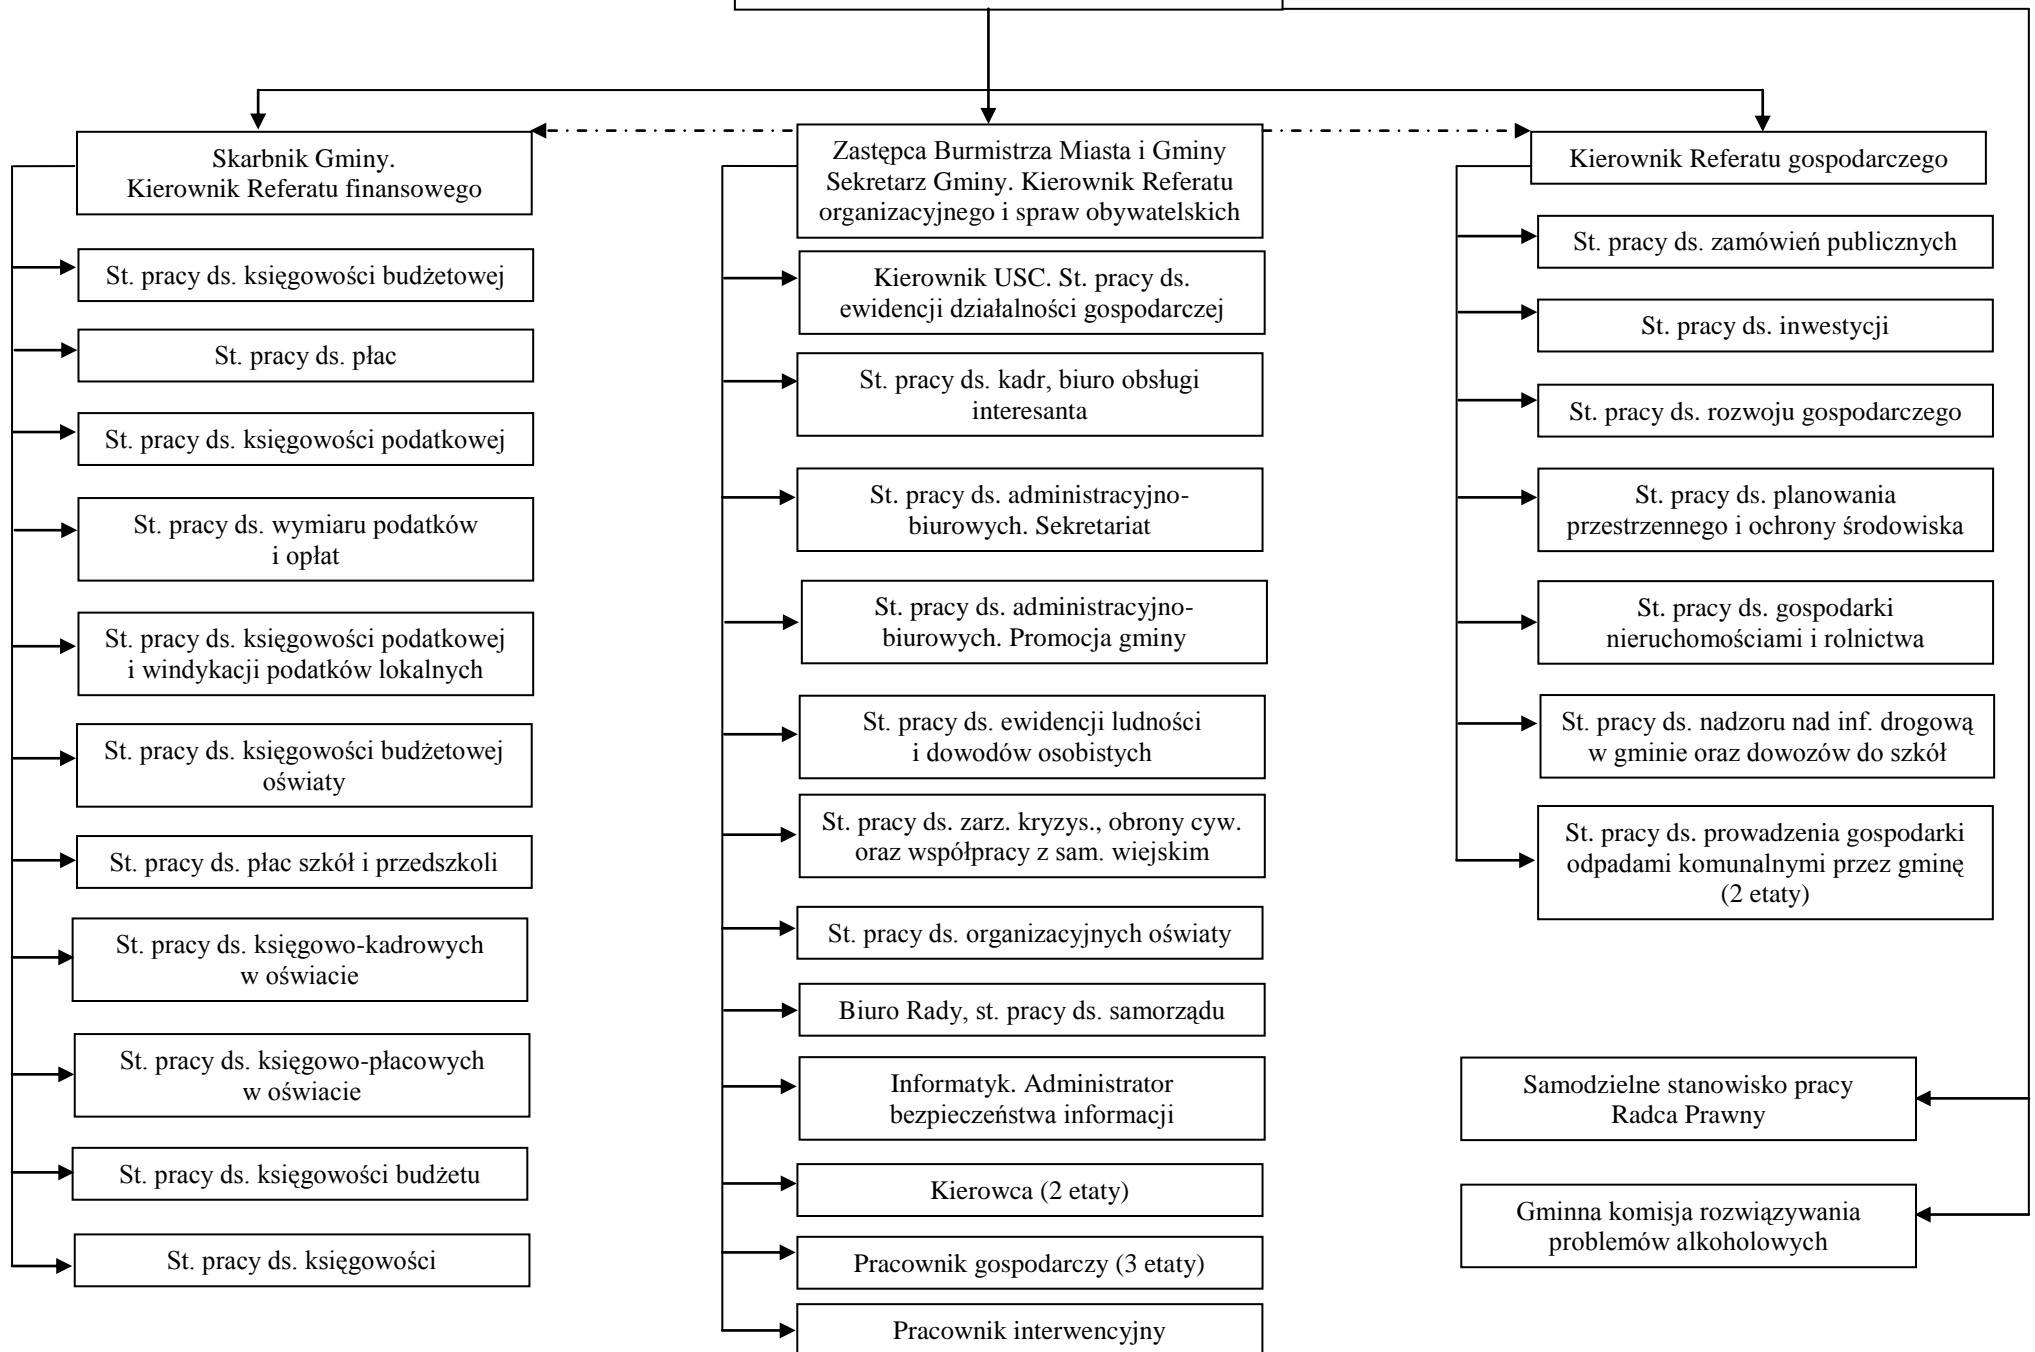 Skarbnik Gminy.
Kierownik Referatu finansowego
St. pracy ds. księgowości budżetowej
St. pracy ds. płac
St. pracy ds. księgowości podatkowej
St. pracy ds. wymiaru podatków
i opłat
St. pracy ds. księgowości podatkowej
i windykacji podatków lokalnych
St. pracy ds. księgowości budżetowej
oświaty
St. pracy ds. płac szkół i przedszkoli
St. pracy ds. księgowo-kadrowych
w oświacie
St. pracy ds. księgowo-płacowych
w oświacie
St. pracy ds. księgowości budżetu
St. pracy ds. księgowości
Zastępca Burmistrza Miasta i Gminy
Sekretarz Gminy. Kierownik Referatu
organizacyjnego i spraw obywatelskich
Kierownik USC. St. pracy ds.
ewidencji działalności gospodarczej
St. pracy ds. kadr, biuro obsługi
interesanta
St. pracy ds. administracyjno-
biurowych. Sekretariat
St. pracy ds. administracyjno-
biurowych. Promocja gminy
St. pracy ds. ewidencji ludności
i dowodów osobistych
St. pracy ds. zarz. kryzys., obrony cyw.
oraz współpracy z sam. wiejskim
St. pracy ds. organizacyjnych oświaty
Biuro Rady, st. pracy ds. samorządu
Informatyk. Administrator
bezpieczeństwa informacji
Kierowca (2 etaty)
Pracownik gospodarczy (3 etaty)
Pracownik interwencyjny
Kierownik Referatu gospodarczego
St. pracy ds. zamówień publicznych
St. pracy ds. inwestycji
St. pracy ds. rozwoju gospodarczego
St. pracy ds. planowania
przestrzennego i ochrony środowiska
St. pracy ds. gospodarki
nieruchomościami i rolnictwa
St. pracy ds. nadzoru nad inf. drogową
w gminie oraz dowozów do szkół
St. pracy ds. prowadzenia gospodarki
odpadami komunalnymi przez gminę
(2 etaty)
Samodzielne stanowisko pracy
Radca Prawny
Gminna komisja rozwiązywania
problemów alkoholowych